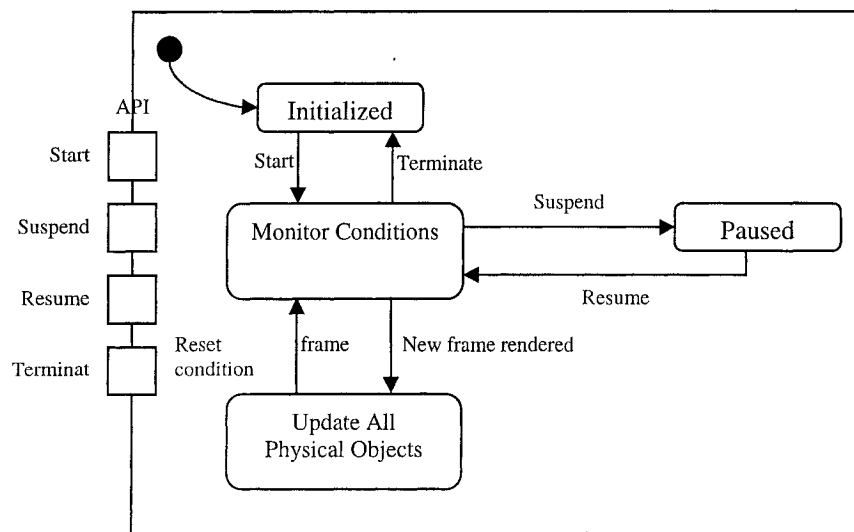 API
Initialized
Start
Start
Terminate
Suspend
Suspend
Monitor Conditions
Paused
Resume
Resume
Reset
condition
frame
New frame rendered
Terminat
Update All
Physical Objects